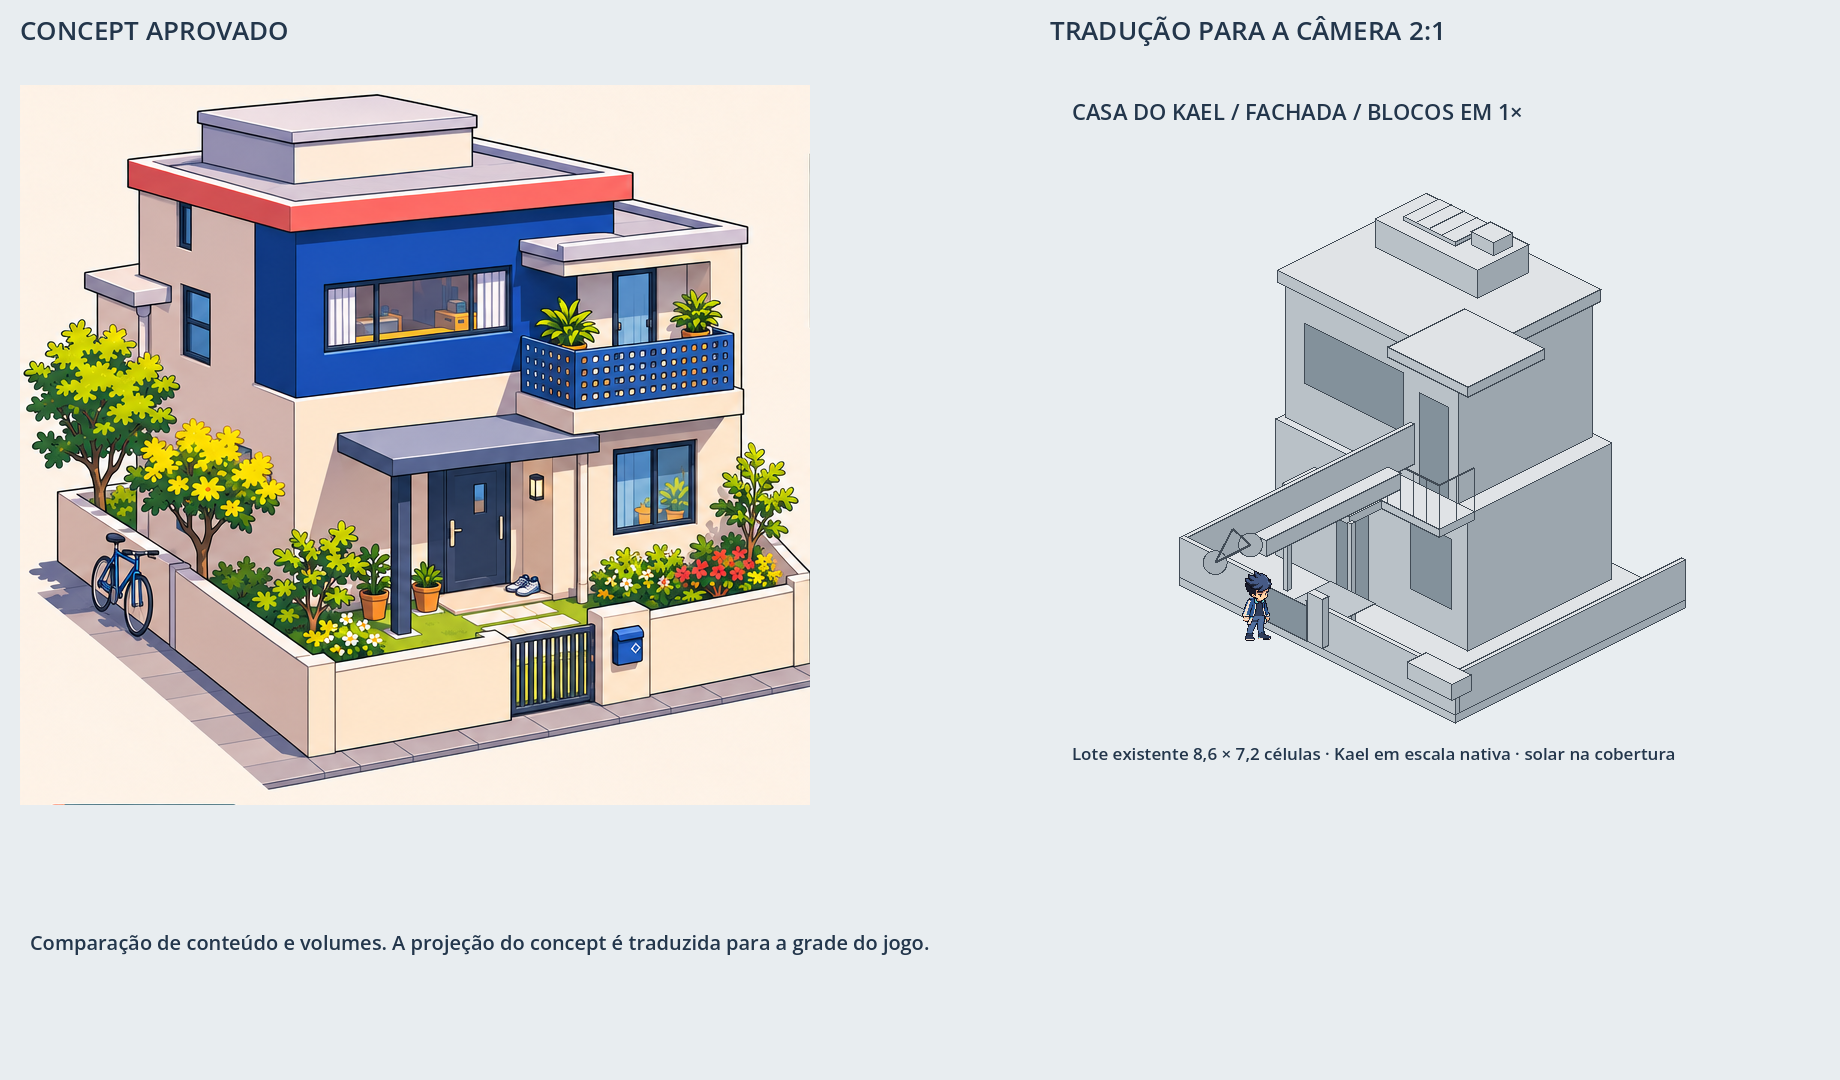 CONCEPT APROVADO
TRADUÇÃO PARA A CÂMERA 2:1
CASA DO KAEL / FACHADA / BLOCOS EM 1×
Lote existente 8,6 × 7,2 células · Kael em escala nativa · solar na cobertura
Comparação de conteúdo e volumes. A projeção do concept é traduzida para a grade do jogo.